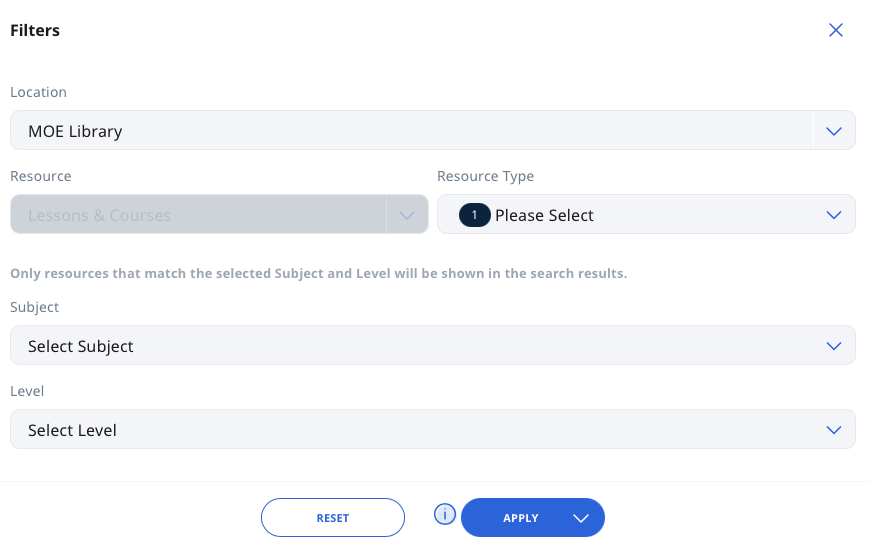 Filters
Location
MOE Library
Resource
Resource Type
Lessons & Courses
1 Please Select
Only resources that match the selected Subject and Level will be shown in the search results.
Subject
Select Subject
Level
Select Level
RESET
i
APPLY